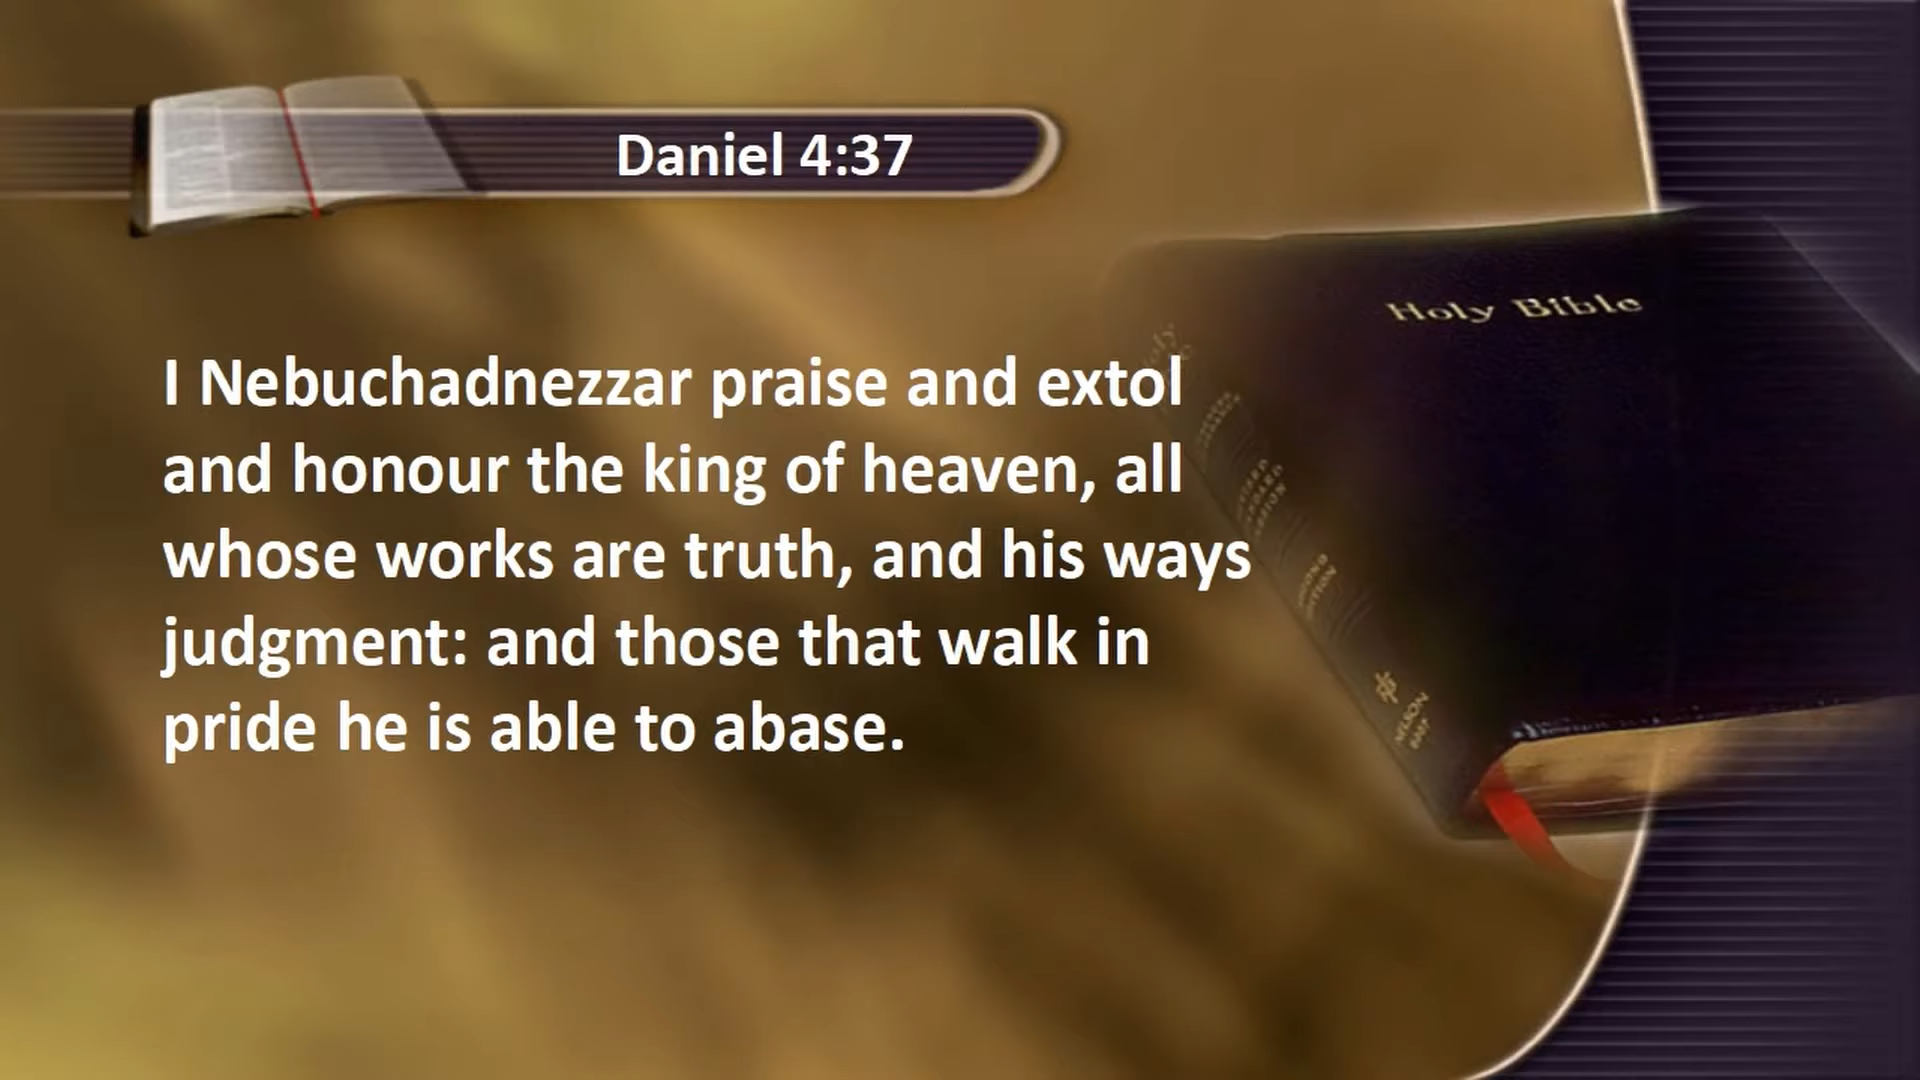 Daniel 4:37
Holy Bible
I Nebuchadnezzar praise and extol
and honour the king of heaven, all
whose works are truth, and his ways
judgment: and those that walk in
pride he is able to abase.